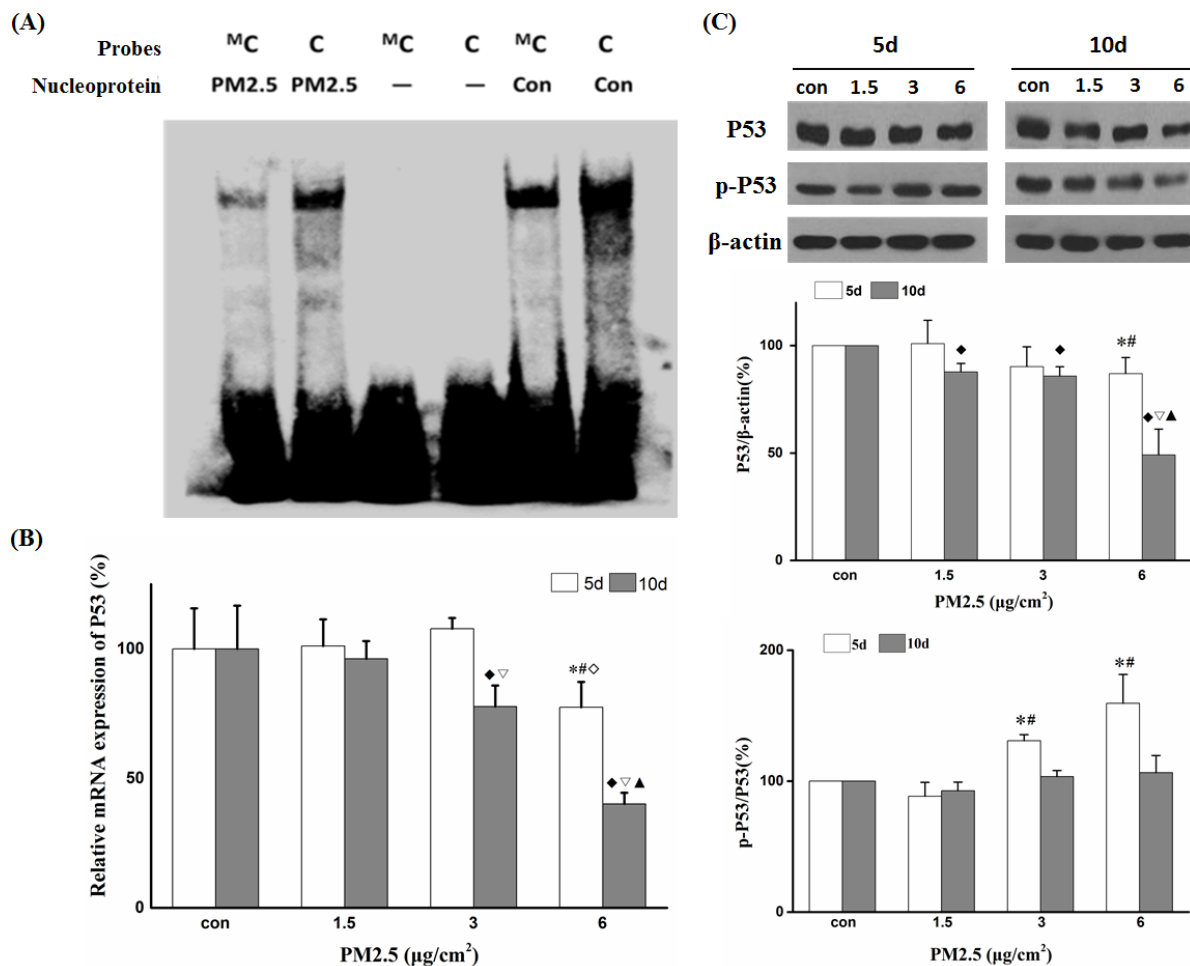 (A)
Probes ᴹC C ᴹC C ᴹC C
Nucleoprotein PM2.5 PM2.5 — — Con Con
(B)
Relative mRNA expression of P53 (%)
5d 10d
100
50
0
◆▽
*#◇
◆▽▲
con 1.5 3 6
PM2.5 (μg/cm²)
(C)
5d 10d
con 1.5 3 6 con 1.5 3 6
P53
p-P53
β-actin
P53/β-actin(%)
5d 10d
100
50
0
◆
◆
*#
◆▽▲
con 1.5 3 6
PM2.5 (μg/cm²)
p-P53/P53(%)
5d 10d
200
100
0
*#
*#
con 1.5 3 6
PM2.5 (μg/cm²)